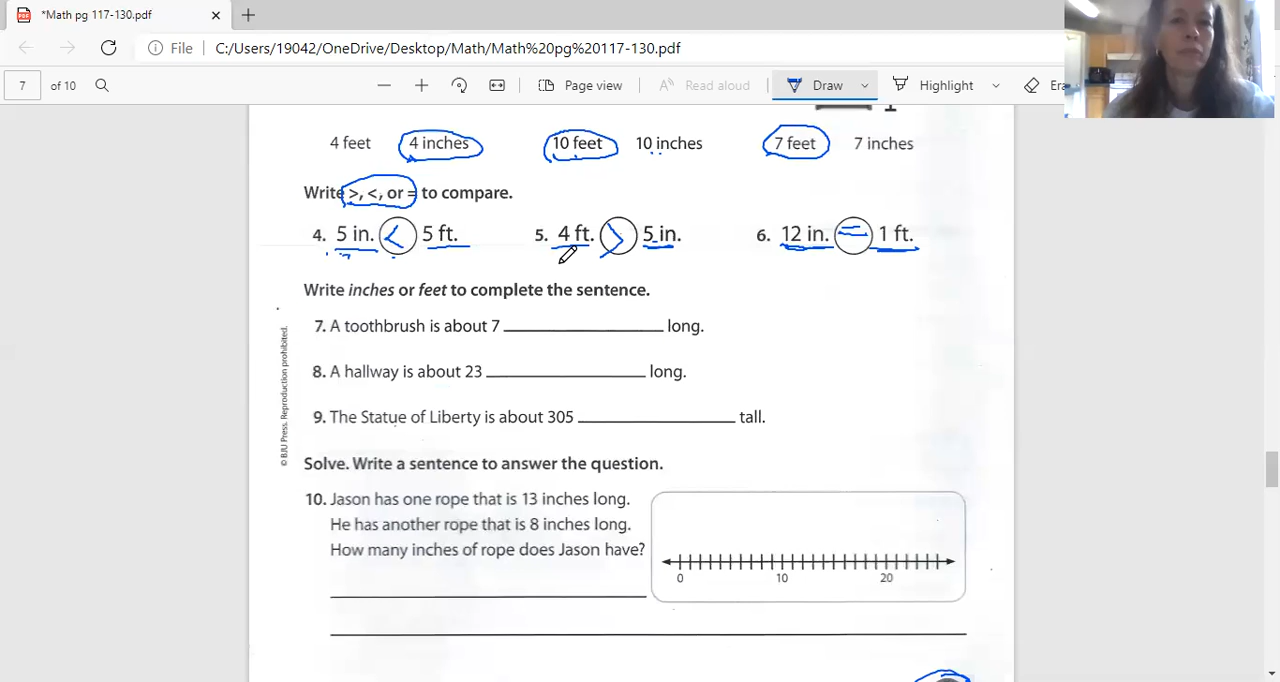 *Math pg 117-130.pdf
File C:/Users/19042/OneDrive/Desktop/Math/Math%20pg%20117-130.pdf
7 of 10 Page view Read aloud Draw Highlight
4 feet 4 inches 10 feet 10 inches 7 feet 7 inches
Write >, <, or = to compare.
4. 5 in. < 5 ft. 5. 4 ft. > 5 in. 6. 12 in. = 1 ft.
Write inches or feet to complete the sentence.
7. A toothbrush is about 7 ____________ long.
8. A hallway is about 23 ____________ long.
9. The Statue of Liberty is about 305 ____________ tall.
© BJU Press. Reproduction prohibited.
Solve. Write a sentence to answer the question.
10. Jason has one rope that is 13 inches long.
He has another rope that is 8 inches long.
How many inches of rope does Jason have?
0 10 20